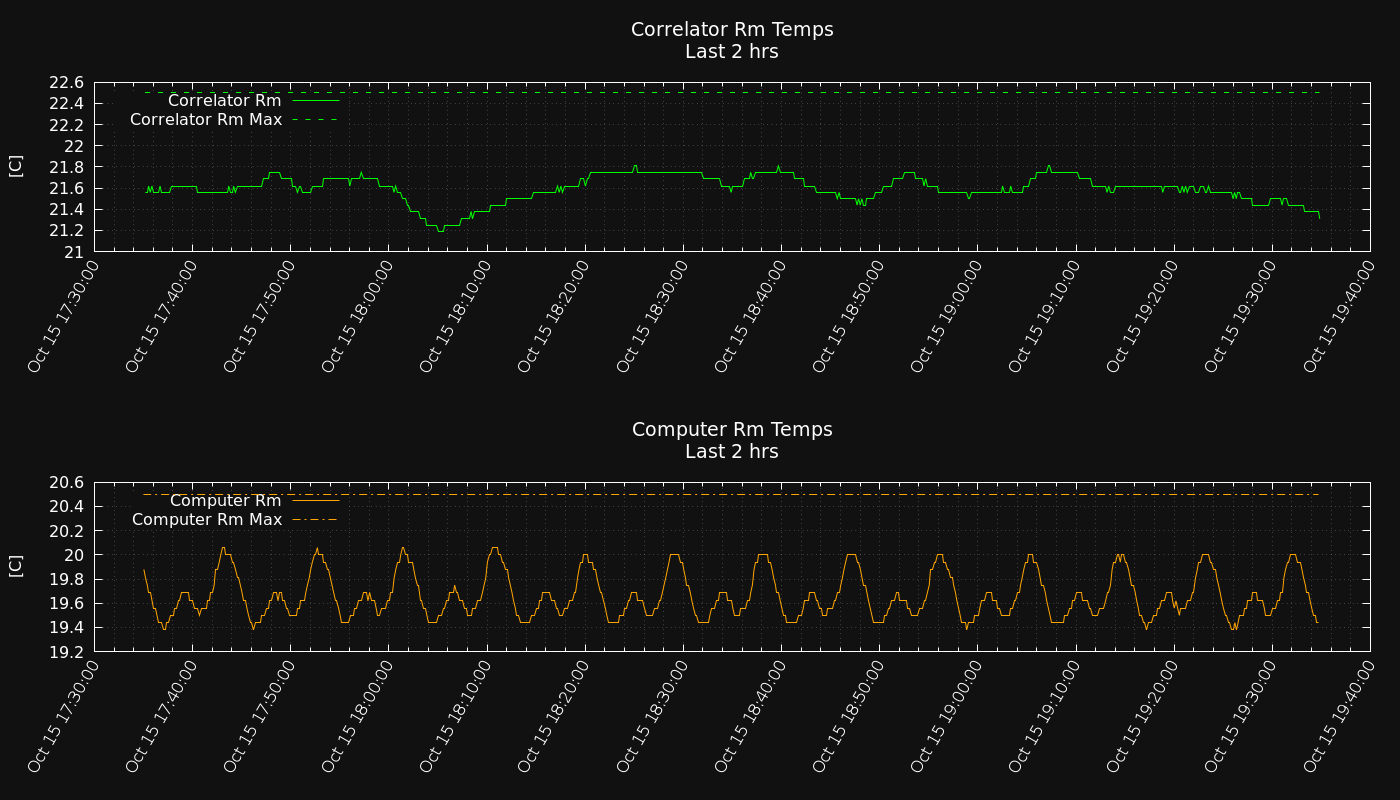 Correlator Rm Temps
Last 2 hrs
[C]
22.6
22.4
22.2
22
21.8
21.6
21.4
21.2
21
Correlator Rm
Correlator Rm Max
Oct 15 17:30:00
Oct 15 17:40:00
Oct 15 17:50:00
Oct 15 18:00:00
Oct 15 18:10:00
Oct 15 18:20:00
Oct 15 18:30:00
Oct 15 18:40:00
Oct 15 18:50:00
Oct 15 19:00:00
Oct 15 19:10:00
Oct 15 19:20:00
Oct 15 19:30:00
Oct 15 19:40:00
Computer Rm Temps
Last 2 hrs
[C]
20.6
20.4
20.2
20
19.8
19.6
19.4
19.2
Computer Rm
Computer Rm Max
Oct 15 17:30:00
Oct 15 17:40:00
Oct 15 17:50:00
Oct 15 18:00:00
Oct 15 18:10:00
Oct 15 18:20:00
Oct 15 18:30:00
Oct 15 18:40:00
Oct 15 18:50:00
Oct 15 19:00:00
Oct 15 19:10:00
Oct 15 19:20:00
Oct 15 19:30:00
Oct 15 19:40:00